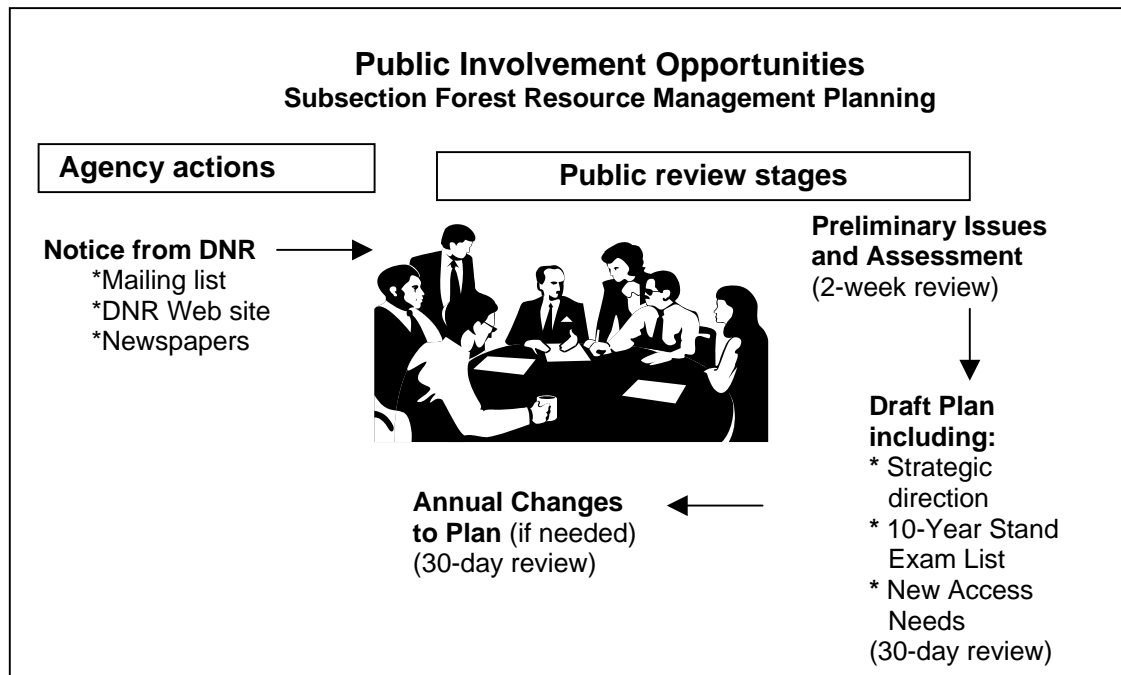 Public Involvement Opportunities
Subsection Forest Resource Management Planning
Agency actions
Public review stages
Notice from DNR
*Mailing list
*DNR Web site
*Newspapers
Preliminary Issues
and Assessment
(2-week review)
Draft Plan
including:
* Strategic
direction
* 10-Year Stand
Exam List
* New Access
Needs
(30-day review)
Annual Changes
to Plan (if needed)
(30-day review)